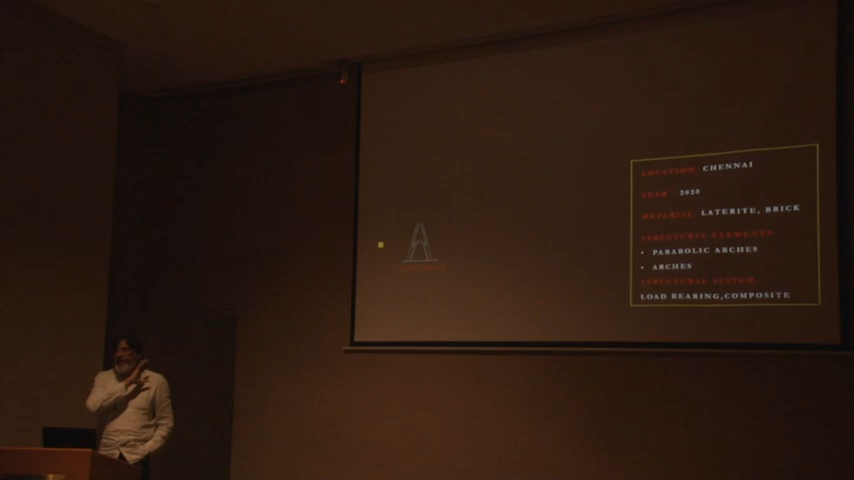 LOCATION: CHENNAI
YEAR - 2020
MATERIAL: LATERITE, BRICK
STRUCTURAL ELEMENTS
• PARABOLIC ARCHES
• ARCHES
STRUCTURAL SYSTEM:
LOAD BEARING,COMPOSITE